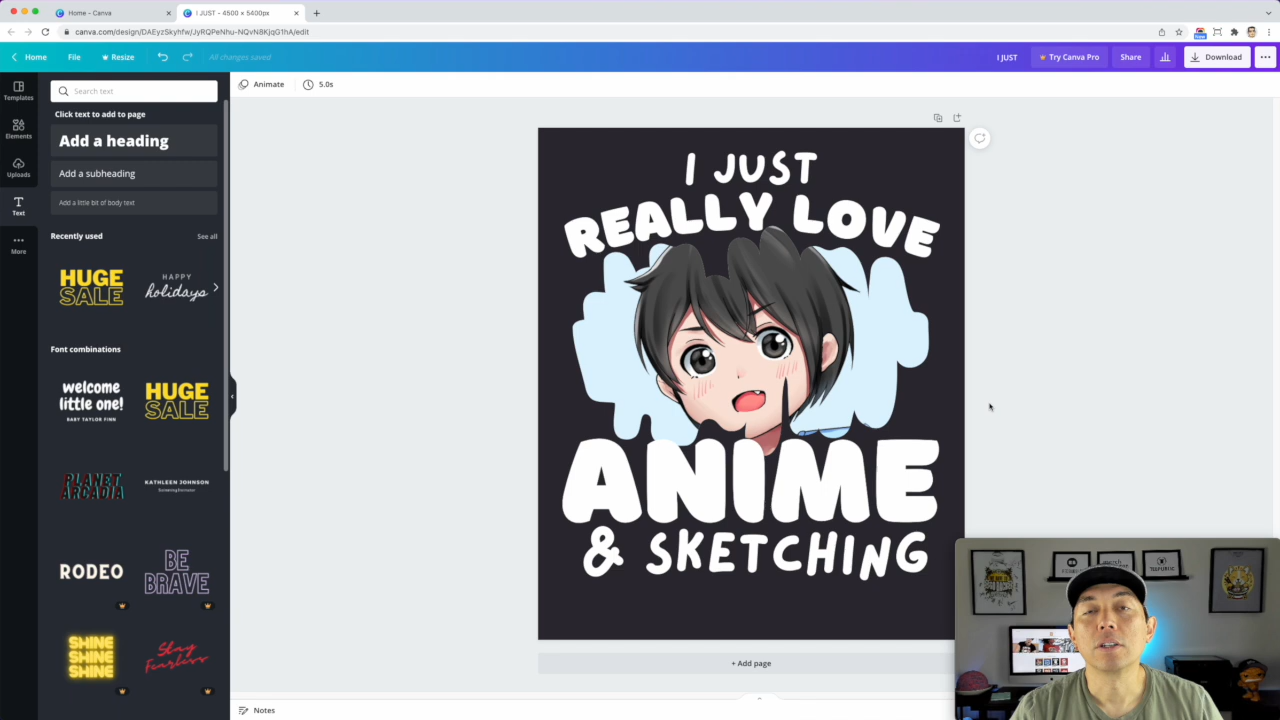 Home - Canva
I JUST - 4500 × 5400px
canva.com/design/DAEyzSkyhfw/JyRQPeNhu-NQvN8KjqG1hA/edit
Home
File
Resize
All changes saved
I JUST
Try Canva Pro
Share
Download
Templates
Elements
Uploads
Text
More
Search text
Click text to add to page
Add a heading
Add a subheading
Add a little bit of body text
Recently used
See all
HUGE
SALE
HAPPY
holidays
Font combinations
welcome
little one!
BABY TAYLOR FINN
HUGE
SALE
PLANET
ARCADIA
KATHLEEN JOHNSON
RODEO
BE
BRAVE
SHINE
SHINE
SHINE
Stay
Fearless
Animate
5.0s
I JUST
REALLY LOVE
ANIME
& SKETCHING
+ Add page
Notes